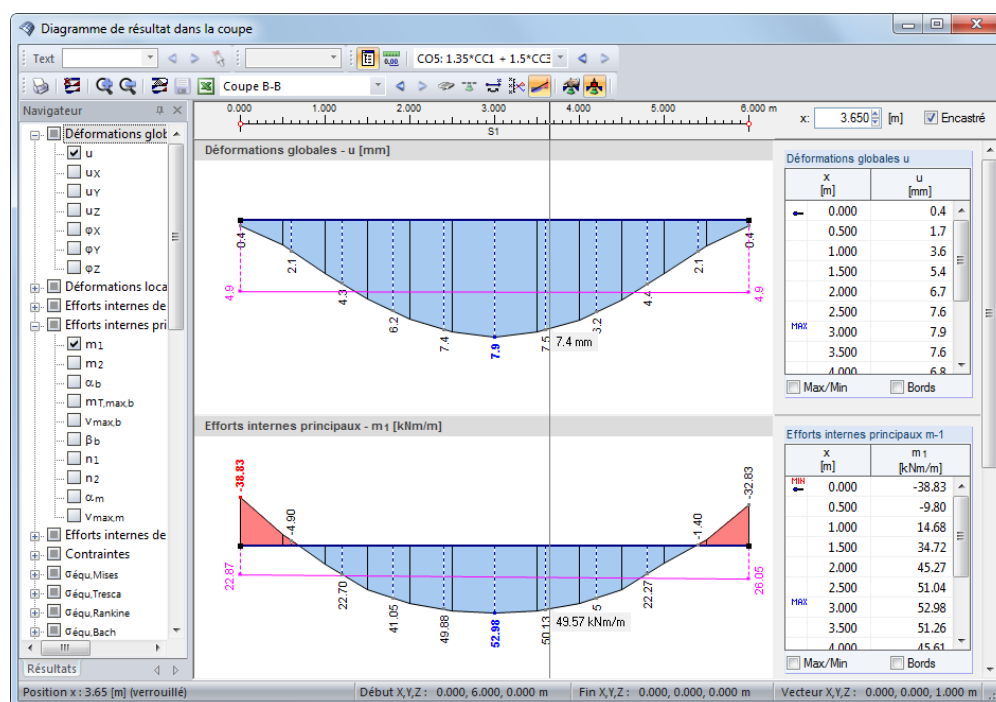 Diagramme de résultat dans la coupe
Text
CO5: 1.35*CC1 + 1.5*CC3
Coupe B-B
Navigateur
Déformations glob
u
uX
uY
uZ
φX
φY
φZ
Déformations loca
Efforts internes de
Efforts internes pri
m1
m2
αb
mT,max,b
vmax,b
βb
n1
n2
αm
vmax,m
Efforts internes de
Contraintes
σéqu,Mises
σéqu,Tresca
σéqu,Rankine
σéqu,Bach
Résultats
0.000 1.000 2.000 3.000 4.000 5.000 6.000 m
S1
x: 3.650 [m] Encastré
Déformations globales - u [mm]
0.4 2.1 4.3 6.2 7.4 7.9 7.5 6.2 4.4 2.1 0.4
4.9 4.9
7.4 mm
Efforts internes principaux - m1 [kNm/m]
-38.83 -4.90 22.70 41.05 49.88 52.98 50.13 5 22.27 -1.40 -32.83
22.87 26.05
49.57 kNm/m
Déformations globales u
x u
[m] [mm]
0.000 0.4
0.500 1.7
1.000 3.6
1.500 5.4
2.000 6.7
2.500 7.6
MAX 3.000 7.9
3.500 7.6
4.000 6.8
Max/Min Bords
Efforts internes principaux m-1
x m1
[m] [kNm/m]
MIN 0.000 -38.83
0.500 -9.80
1.000 14.68
1.500 34.72
2.000 45.27
2.500 51.04
MAX 3.000 52.98
3.500 51.26
4.000 45.61
Max/Min Bords
Position x : 3.65 [m] (verrouillé) Début X,Y,Z : 0.000, 6.000, 0.000 m Fin X,Y,Z : 0.000, 0.000, 0.000 m Vecteur X,Y,Z : 0.000, 0.000, 1.000 m